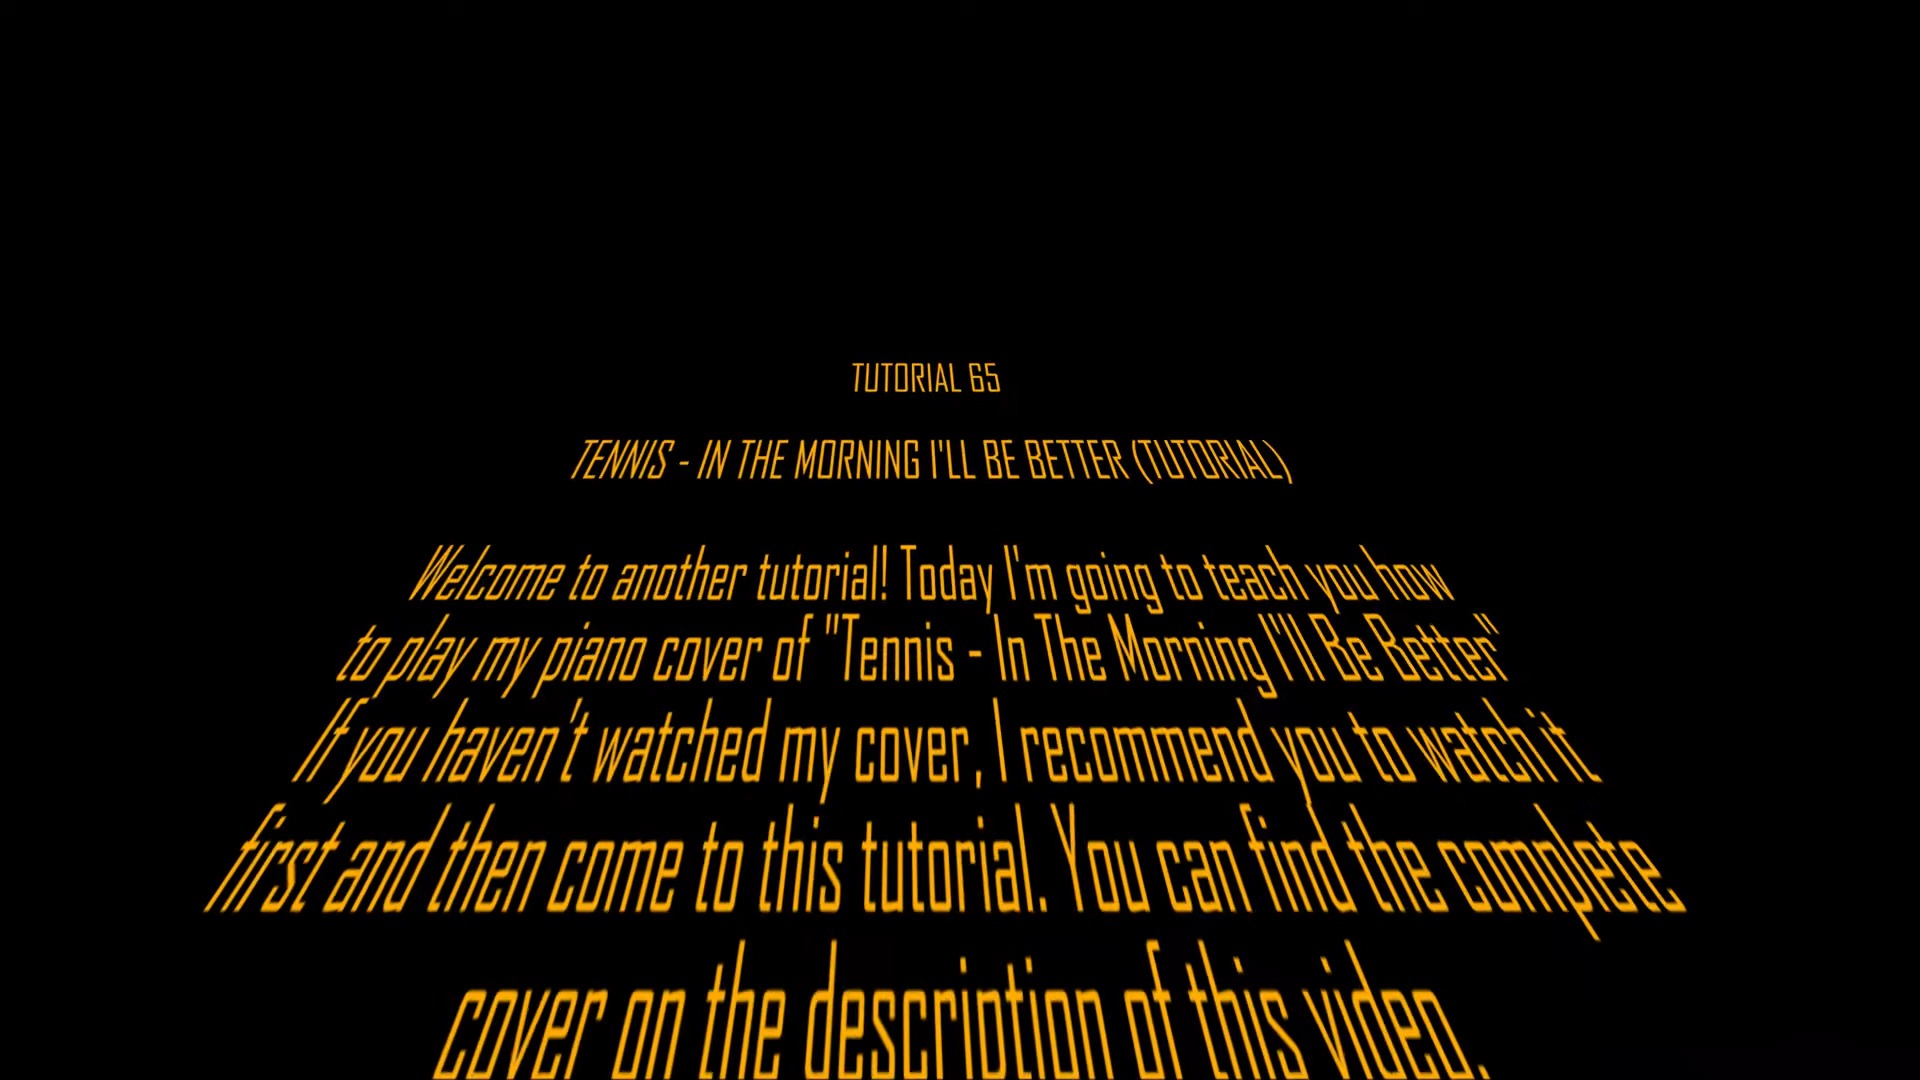 TUTORIAL 65
TENNIS - IN THE MORNING I'LL BE BETTER (TUTORIAL)
Welcome to another tutorial! Today I'm going to teach you how
to play my piano cover of "Tennis - In The Morning I'll Be Better"
If you haven't watched my cover, I recommend you to watch it
first and then come to this tutorial. You can find the complete
cover on the description of this video.